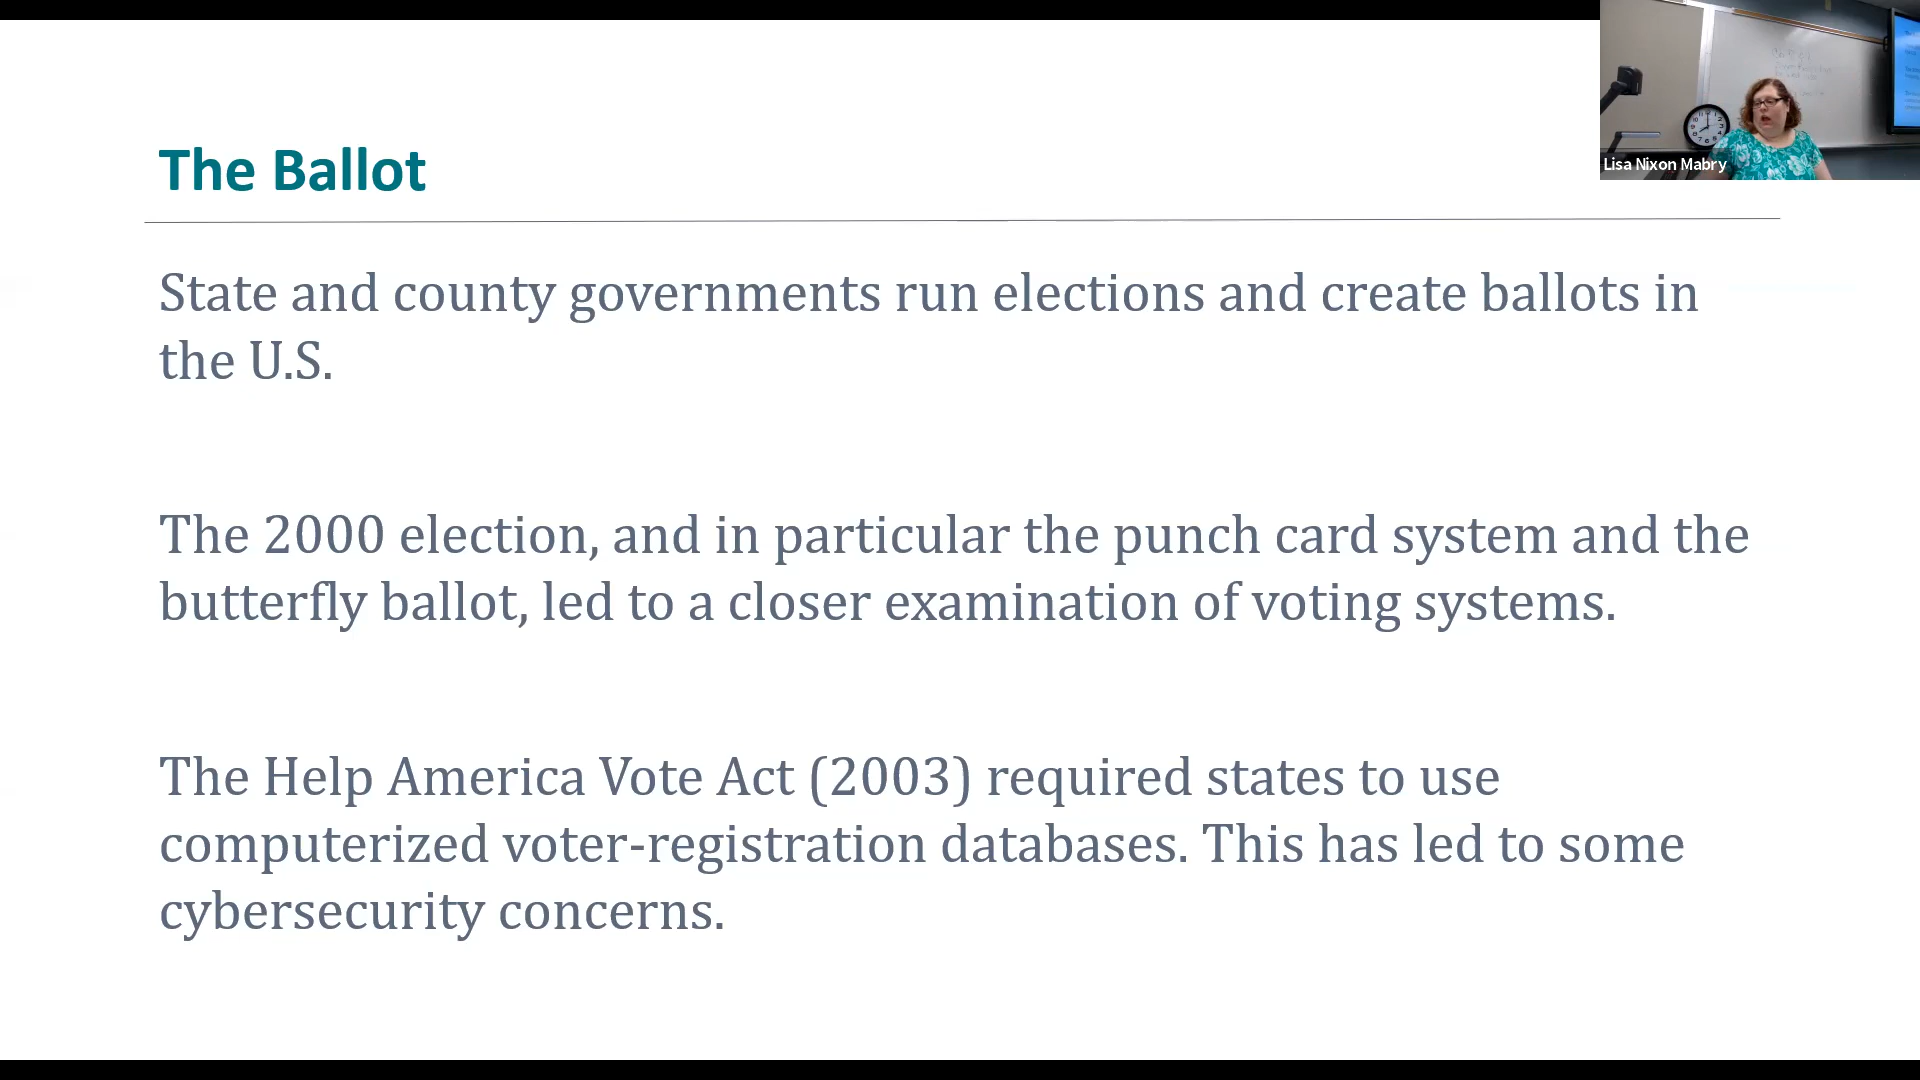 The Ballot
Lisa Nixon Mabry
State and county governments run elections and create ballots in
the U.S.
The 2000 election, and in particular the punch card system and the
butterfly ballot, led to a closer examination of voting systems.
The Help America Vote Act (2003) required states to use
computerized voter-registration databases. This has led to some
cybersecurity concerns.